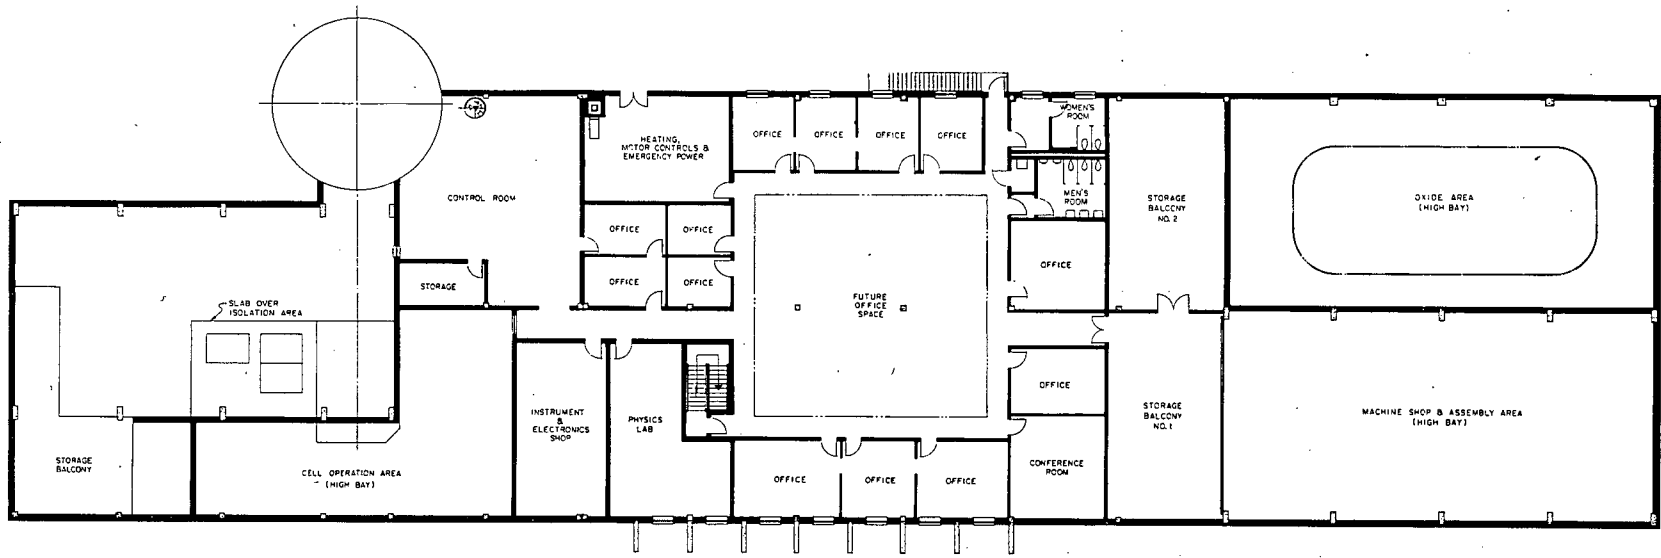 WOMEN'S
ROOM
OFFICE
OFFICE
OFFICE
OFFICE
HEATING,
MOTOR CONTROLS &
EMERGENCY POWER
CONTROL ROOM
MEN'S
ROOM
STORAGE
BALCONY
NO. 2
OXIDE AREA
(HIGH BAY)
OFFICE
OFFICE
OFFICE
OFFICE
OFFICE
STORAGE
SLAB OVER
ISOLATION AREA
FUTURE
OFFICE
SPACE
OFFICE
INSTRUMENT
&
ELECTRONICS
SHOP
PHYSICS
LAB
STORAGE
BALCONY
NO. 1
MACHINE SHOP & ASSEMBLY AREA
(HIGH BAY)
STORAGE
BALCONY
CELL OPERATION AREA
(HIGH BAY)
CONFERENCE
ROOM
OFFICE
OFFICE
OFFICE